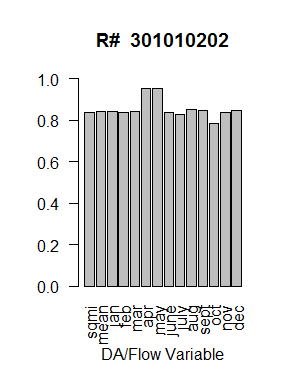 R# 301010202
1.0
0.8
0.6
0.4
0.2
0.0
sqmi
mean
jan
feb
mar
apr
may
june
july
aug
sept
oct
nov
dec
DA/Flow Variable